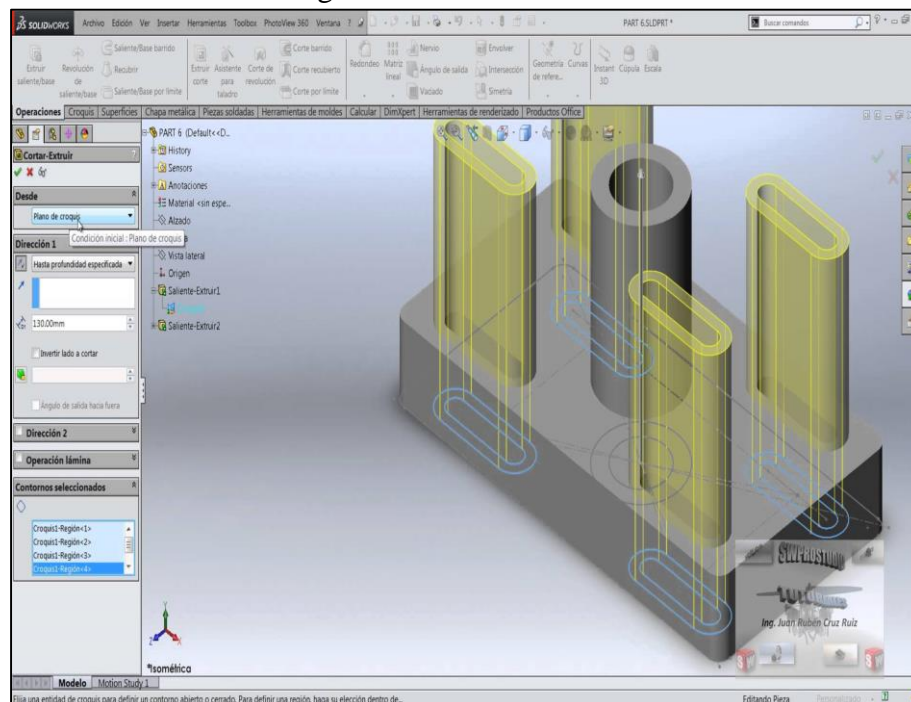 SOLIDWORKS Archivo Edición Ver Insertar Herramientas Toolbox PhotoView 360 Ventana ?
PART 6.SLDPRT *
Buscar comandos
Extruir saliente/base
Revolución de saliente/base
Saliente/Base barrido
Recubrir
Saliente/Base por límite
Extruir corte
Asistente para taladro
Corte de revolución
Corte barrido
Corte recubierto
Corte por límite
Redondeo
Matriz lineal
Nervio
Ángulo de salida
Vaciado
Envolver
Intersección
Simetría
Geometría de refere...
Curvas
Instant 3D
Cúpula
Escala
Operaciones Croquis Superficies Chapa metálica Piezas soldadas Herramientas de moldes Calcular DimXpert Herramientas de renderizado Productos Office
Cortar-Extruir
Desde
Plano de croquis
Condición inicial : Plano de croquis
Dirección 1
Hasta profundidad especificada
130.00mm
Invertir lado a cortar
Ángulo de salida hacia fuera
Dirección 2
Operación lámina
Contornos seleccionados
Croquis1-Región<1>
Croquis1-Región<2>
Croquis1-Región<3>
Croquis1-Región<4>
PART 6 (Default<<D...
History
Sensors
Anotaciones
Material <sin espe...
Alzado
Vista lateral
Origen
Saliente-Extruir1
Saliente-Extruir2
SWPROSTUDIO
Ing. Juan Rubén Cruz Ruiz
*Isométrica
Modelo Motion Study 1
Elija una entidad de croquis para definir un contorno abierto o cerrado. Para definir una región, haga su elección dentro de...
Editando Pieza
Personalizado